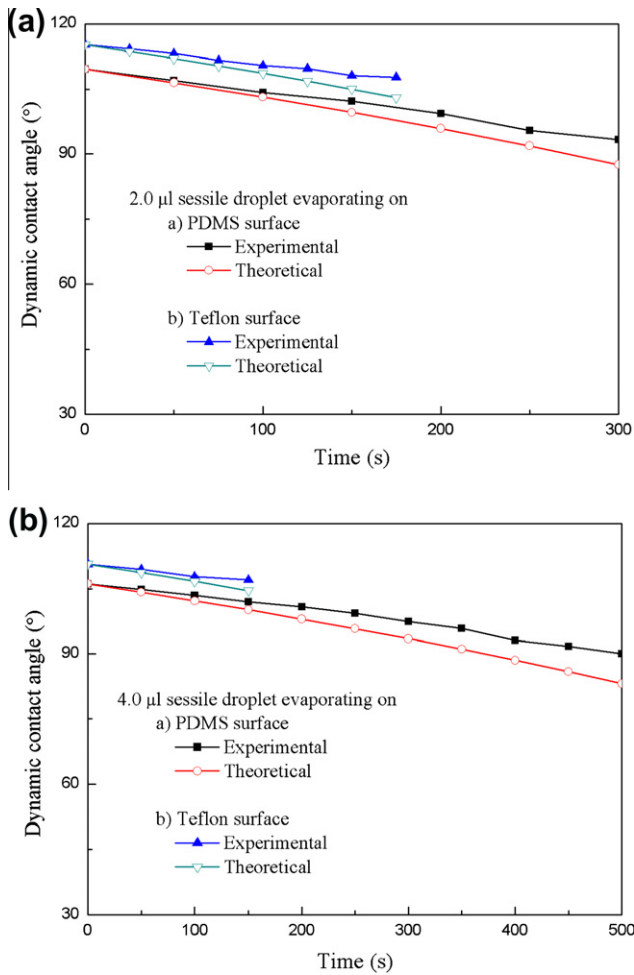 (a)
120
90
60
30
Dynamic contact angle (°)
2.0 µl sessile droplet evaporating on
a) PDMS surface
Experimental
Theoretical
b) Teflon surface
Experimental
Theoretical
0 100 200 300
Time (s)
(b)
120
90
60
30
Dynamic contact angle (°)
4.0 µl sessile droplet evaporating on
a) PDMS surface
Experimental
Theoretical
b) Teflon surface
Experimental
Theoretical
0 100 200 300 400 500
Time (s)